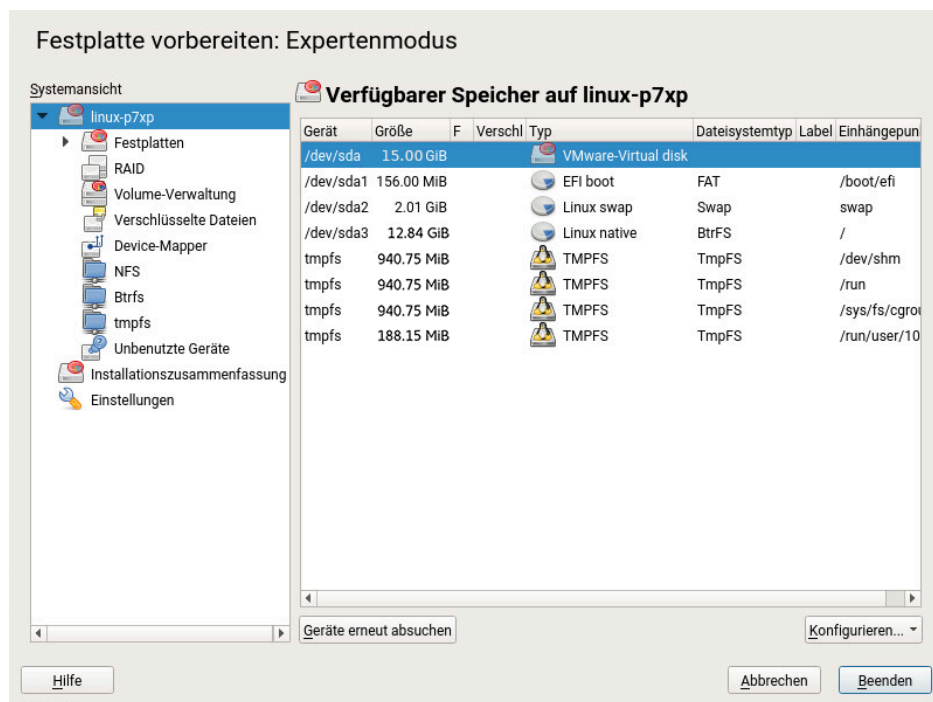 Festplatte vorbereiten: Expertenmodus
Systemansicht
linux-p7xp
Festplatten
RAID
Volume-Verwaltung
Verschlüsselte Dateien
Device-Mapper
NFS
Btrfs
tmpfs
Unbenutzte Geräte
Installationszusammenfassung
Einstellungen
Verfügbarer Speicher auf linux-p7xp
Gerät Größe F Verschl Typ Dateisystemtyp Label Einhängepun
/dev/sda 15.00 GiB VMware-Virtual disk
/dev/sda1 156.00 MiB EFI boot FAT /boot/efi
/dev/sda2 2.01 GiB Linux swap Swap swap
/dev/sda3 12.84 GiB Linux native BtrFS /
tmpfs 940.75 MiB TMPFS TmpFS /dev/shm
tmpfs 940.75 MiB TMPFS TmpFS /run
tmpfs 940.75 MiB TMPFS TmpFS /sys/fs/cgrou
tmpfs 188.15 MiB TMPFS TmpFS /run/user/10
Geräte erneut absuchen Konfigurieren...
Hilfe Abbrechen Beenden